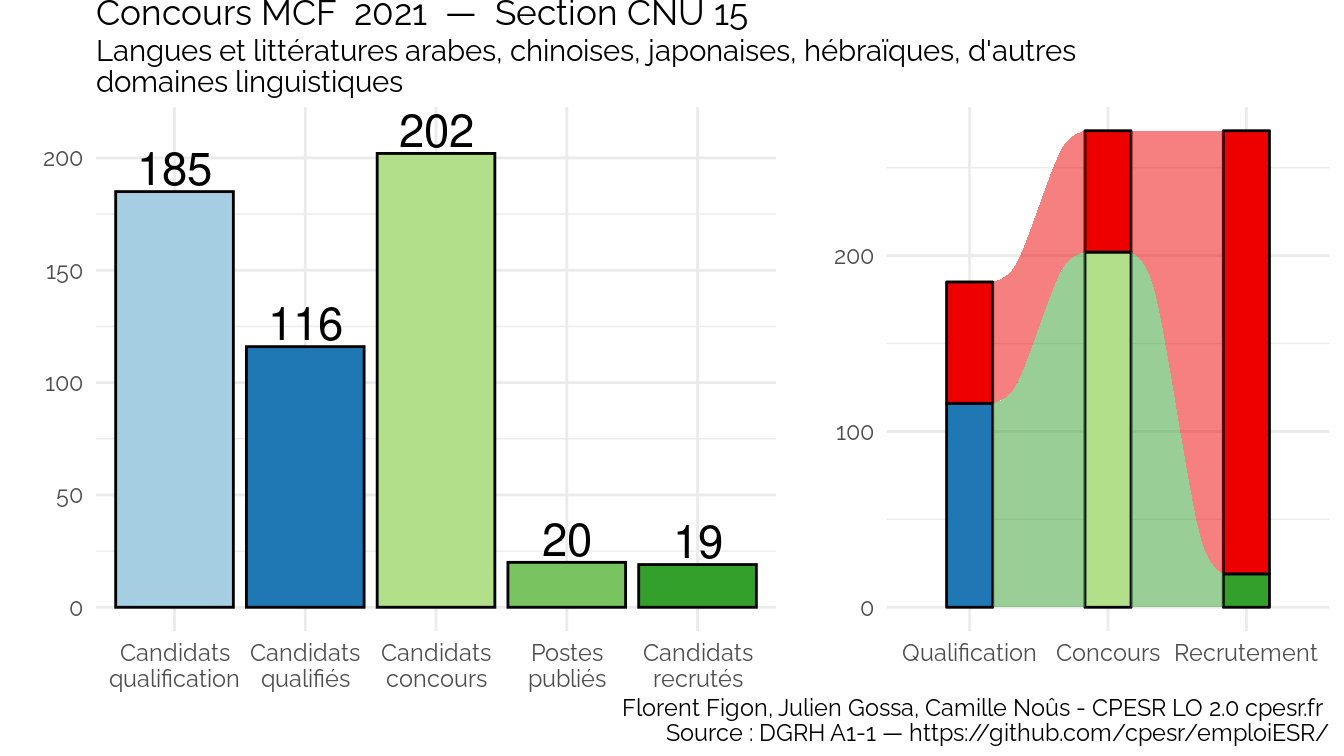 Concours MCF  2021  —  Section CNU 15
Langues et littératures arabes, chinoises, japonaises, hébraïques, d'autres
domaines linguistiques
200
150
100
50
0
185
116
202
20
19
Candidats
qualification
Candidats
qualifiés
Candidats
concours
Postes
publiés
Candidats
recrutés
200
100
0
Qualification
Concours
Recrutement
Florent Figon, Julien Gossa, Camille Noûs - CPESR LO 2.0 cpesr.fr
Source : DGRH A1-1 — https://github.com/cpesr/emploiESR/